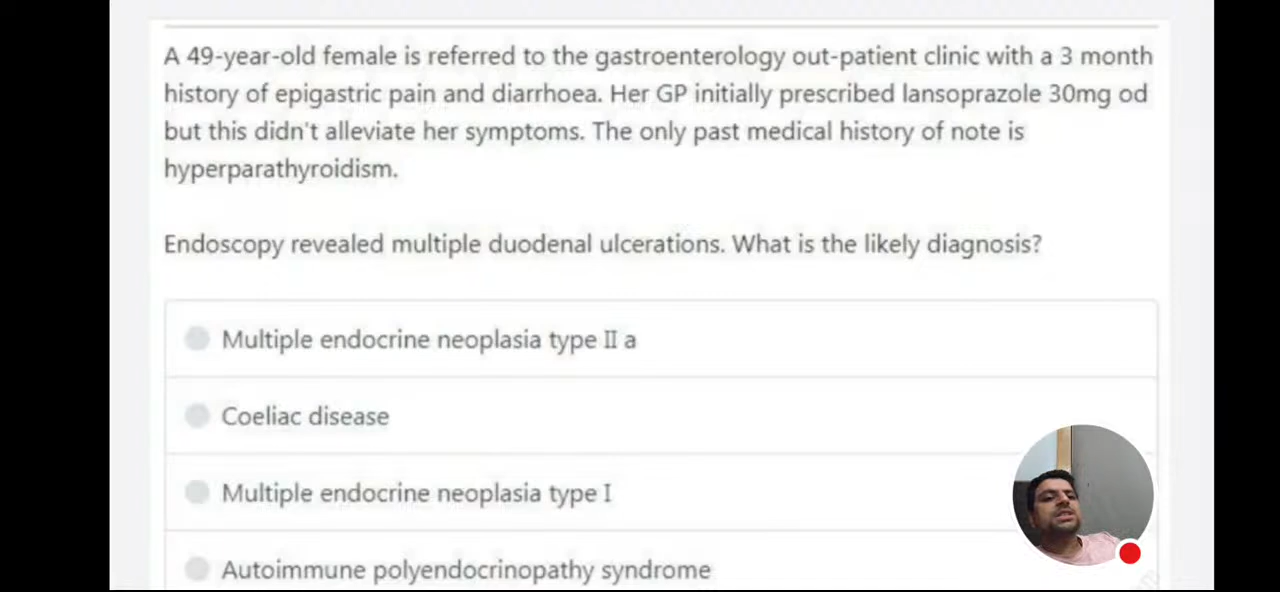 A 49-year-old female is referred to the gastroenterology out-patient clinic with a 3 month
history of epigastric pain and diarrhoea. Her GP initially prescribed lansoprazole 30mg od
but this didn't alleviate her symptoms. The only past medical history of note is
hyperparathyroidism.
Endoscopy revealed multiple duodenal ulcerations. What is the likely diagnosis?
Multiple endocrine neoplasia type II a
Coeliac disease
Multiple endocrine neoplasia type I
Autoimmune polyendocrinopathy syndrome